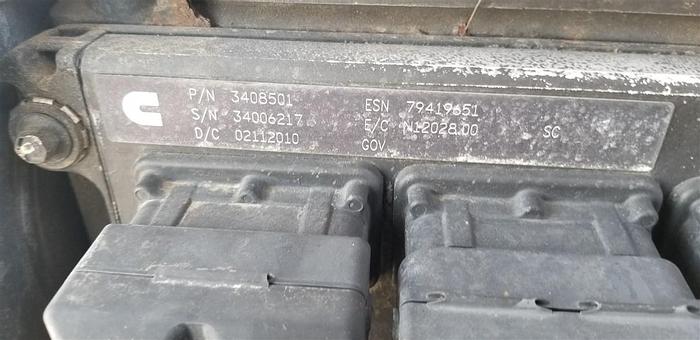 P/N 3408501 ESN 79419651
S/N 34006217 E/C N12028.00 SC
D/C 02112010 GOV